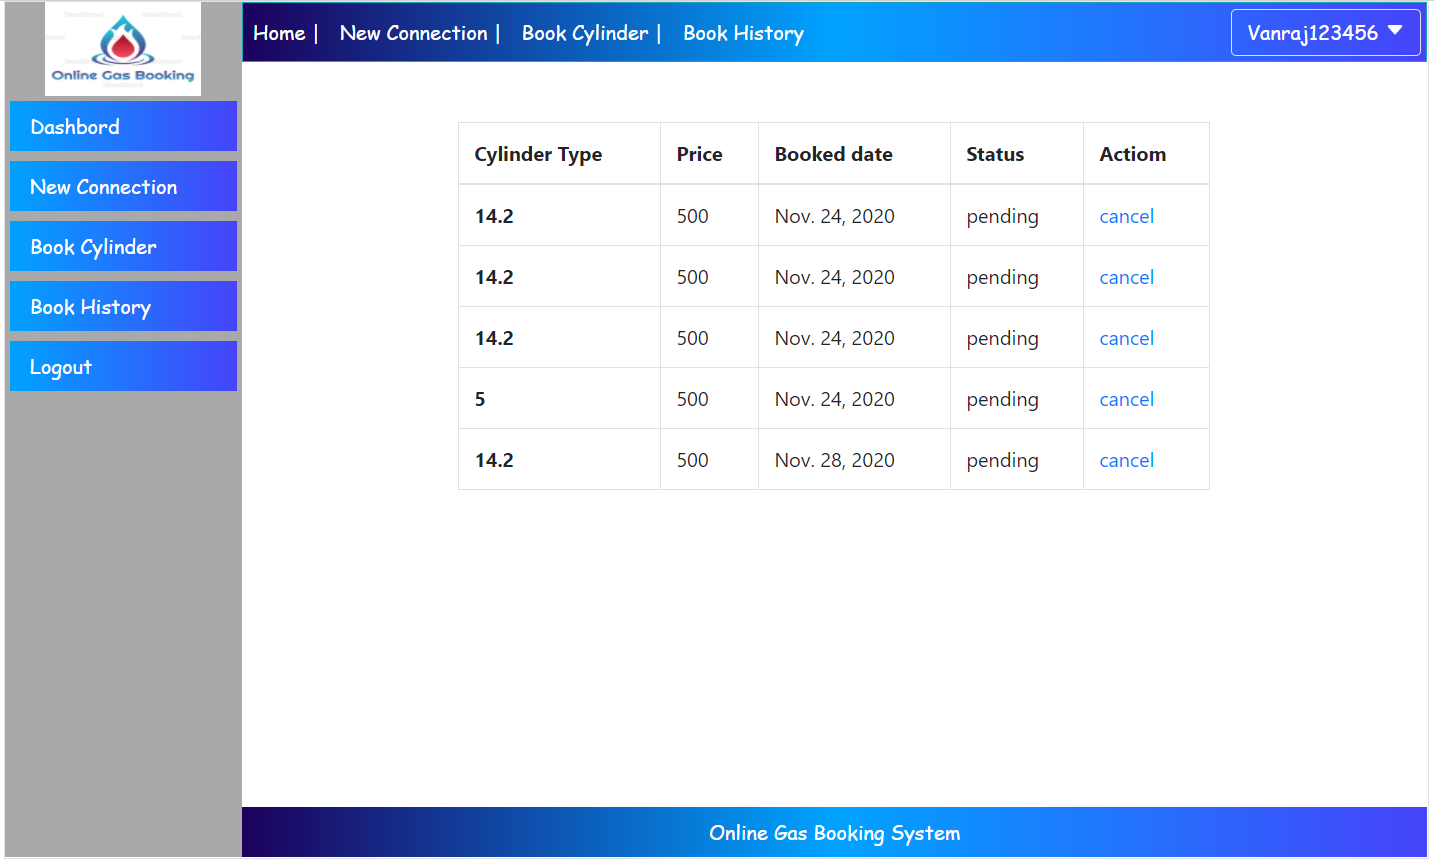 Online Gas Booking
Home | New Connection | Book Cylinder | Book History Vanraj123456
Dashbord
New Connection
Book Cylinder
Book History
Logout
Cylinder Type Price Booked date Status Actiom
14.2 500 Nov. 24, 2020 pending cancel
14.2 500 Nov. 24, 2020 pending cancel
14.2 500 Nov. 24, 2020 pending cancel
5 500 Nov. 24, 2020 pending cancel
14.2 500 Nov. 28, 2020 pending cancel
Online Gas Booking System